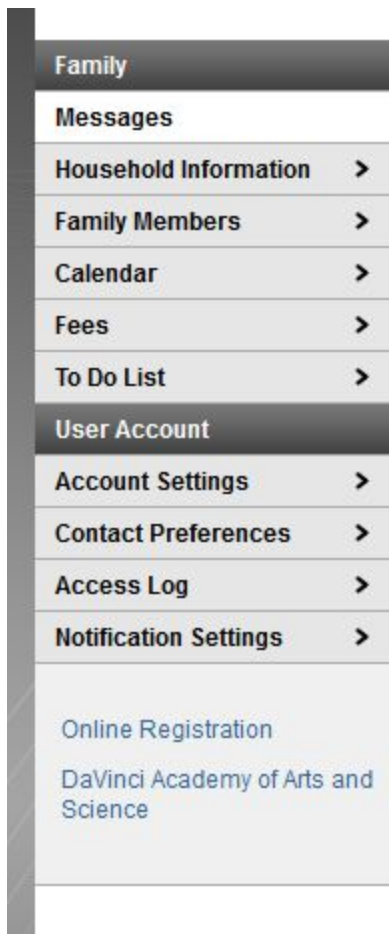 Family
Messages
Household Information
Family Members
Calendar
Fees
To Do List
User Account
Account Settings
Contact Preferences
Access Log
Notification Settings
Online Registration
DaVinci Academy of Arts and
Science